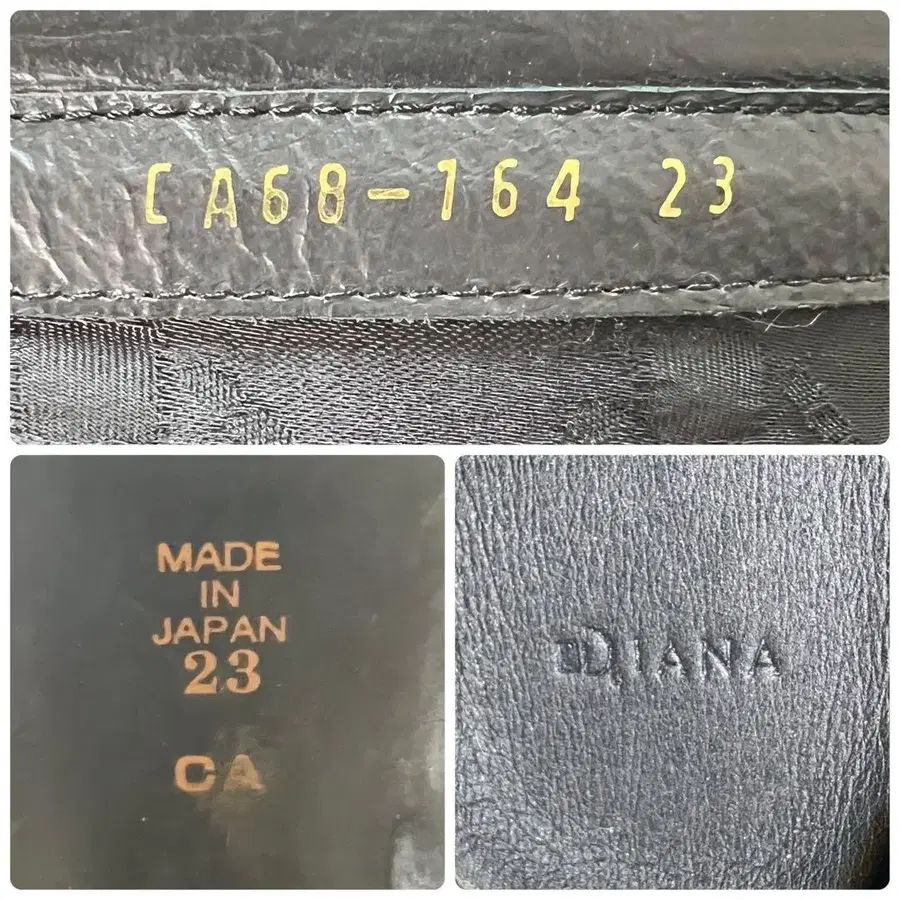 CA68-164 23
MADE
IN
JAPAN
23
CA
DIANA